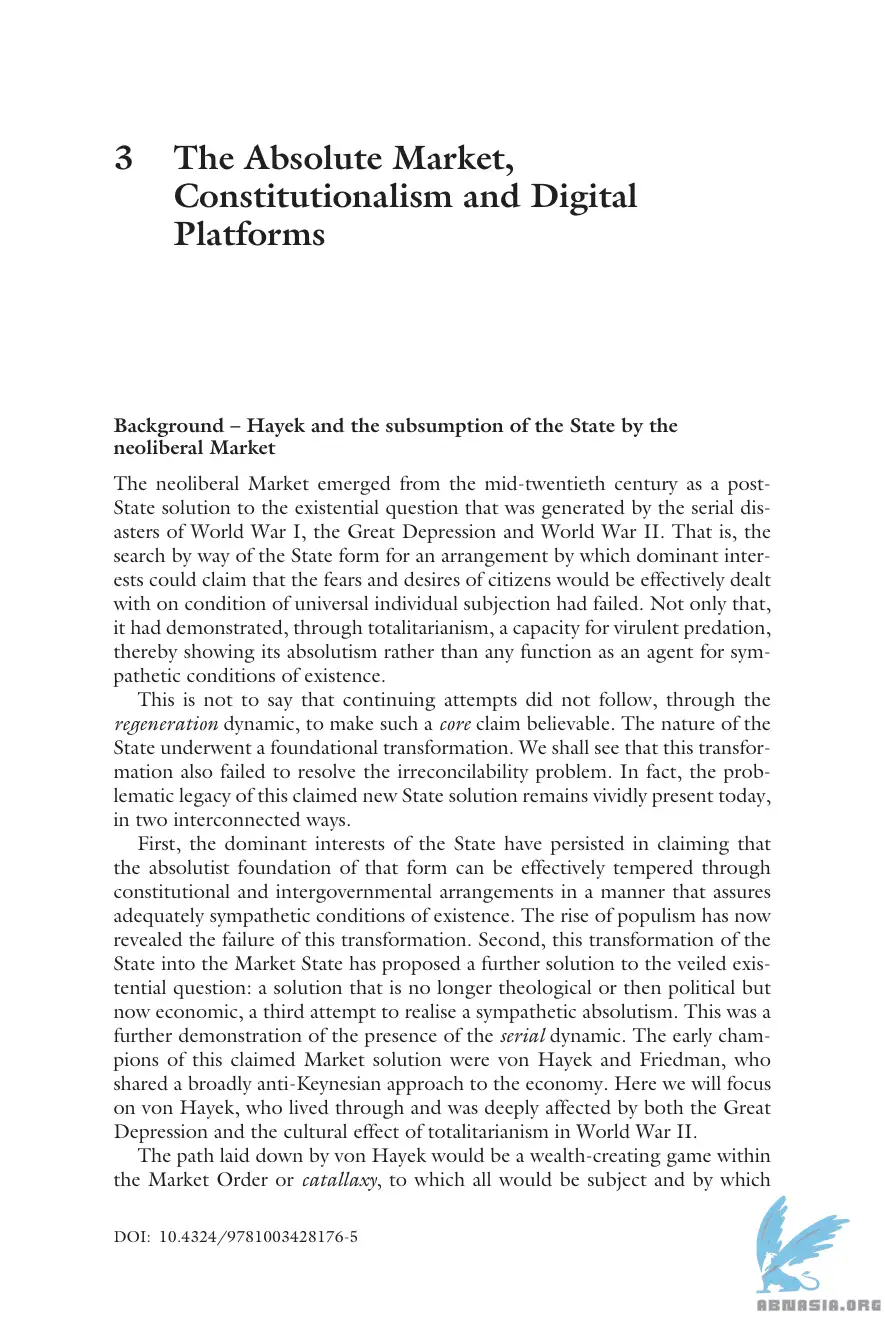 3 The Absolute Market,
Constitutionalism and Digital
Platforms
Background – Hayek and the subsumption of the State by the
neoliberal Market
The neoliberal Market emerged from the mid-twentieth century as a post-
State solution to the existential question that was generated by the serial dis-
asters of World War I, the Great Depression and World War II. That is, the
search by way of the State form for an arrangement by which dominant inter-
ests could claim that the fears and desires of citizens would be effectively dealt
with on condition of universal individual subjection had failed. Not only that,
it had demonstrated, through totalitarianism, a capacity for virulent predation,
thereby showing its absolutism rather than any function as an agent for sym-
pathetic conditions of existence.
This is not to say that continuing attempts did not follow, through the
regeneration dynamic, to make such a core claim believable. The nature of the
State underwent a foundational transformation. We shall see that this transfor-
mation also failed to resolve the irreconcilability problem. In fact, the prob-
lematic legacy of this claimed new State solution remains vividly present today,
in two interconnected ways.
First, the dominant interests of the State have persisted in claiming that
the absolutist foundation of that form can be effectively tempered through
constitutional and intergovernmental arrangements in a manner that assures
adequately sympathetic conditions of existence. The rise of populism has now
revealed the failure of this transformation. Second, this transformation of the
State into the Market State has proposed a further solution to the veiled exis-
tential question: a solution that is no longer theological or then political but
now economic, a third attempt to realise a sympathetic absolutism. This was a
further demonstration of the presence of the serial dynamic. The early cham-
pions of this claimed Market solution were von Hayek and Friedman, who
shared a broadly anti-Keynesian approach to the economy. Here we will focus
on von Hayek, who lived through and was deeply affected by both the Great
Depression and the cultural effect of totalitarianism in World War II.
The path laid down by von Hayek would be a wealth-creating game within
the Market Order or catallaxy, to which all would be subject and by which
DOI: 10.4324/9781003428176-5
ABNASIA.ORG